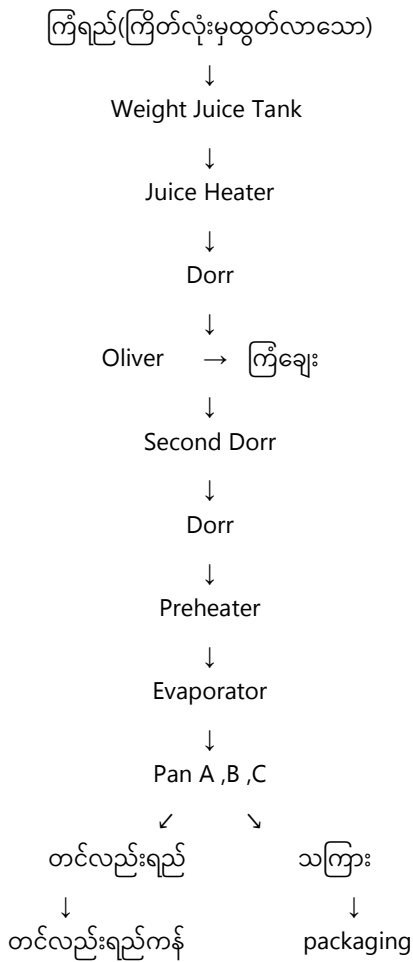 ကြံရည်(ကြိတ်လုံးမှထွတ်လာသော)
↓
Weight Juice Tank
↓
Juice Heater
↓
Dorr
↓
Oliver → ကြံချေး
↓
Second Dorr
↓
Dorr
↓
Preheater
↓
Evaporator
↓
Pan A ,B ,C
↙ ↘
တင်လည်းရည် သကြား
↓ ↓
တင်လည်းရည်ကန် packaging